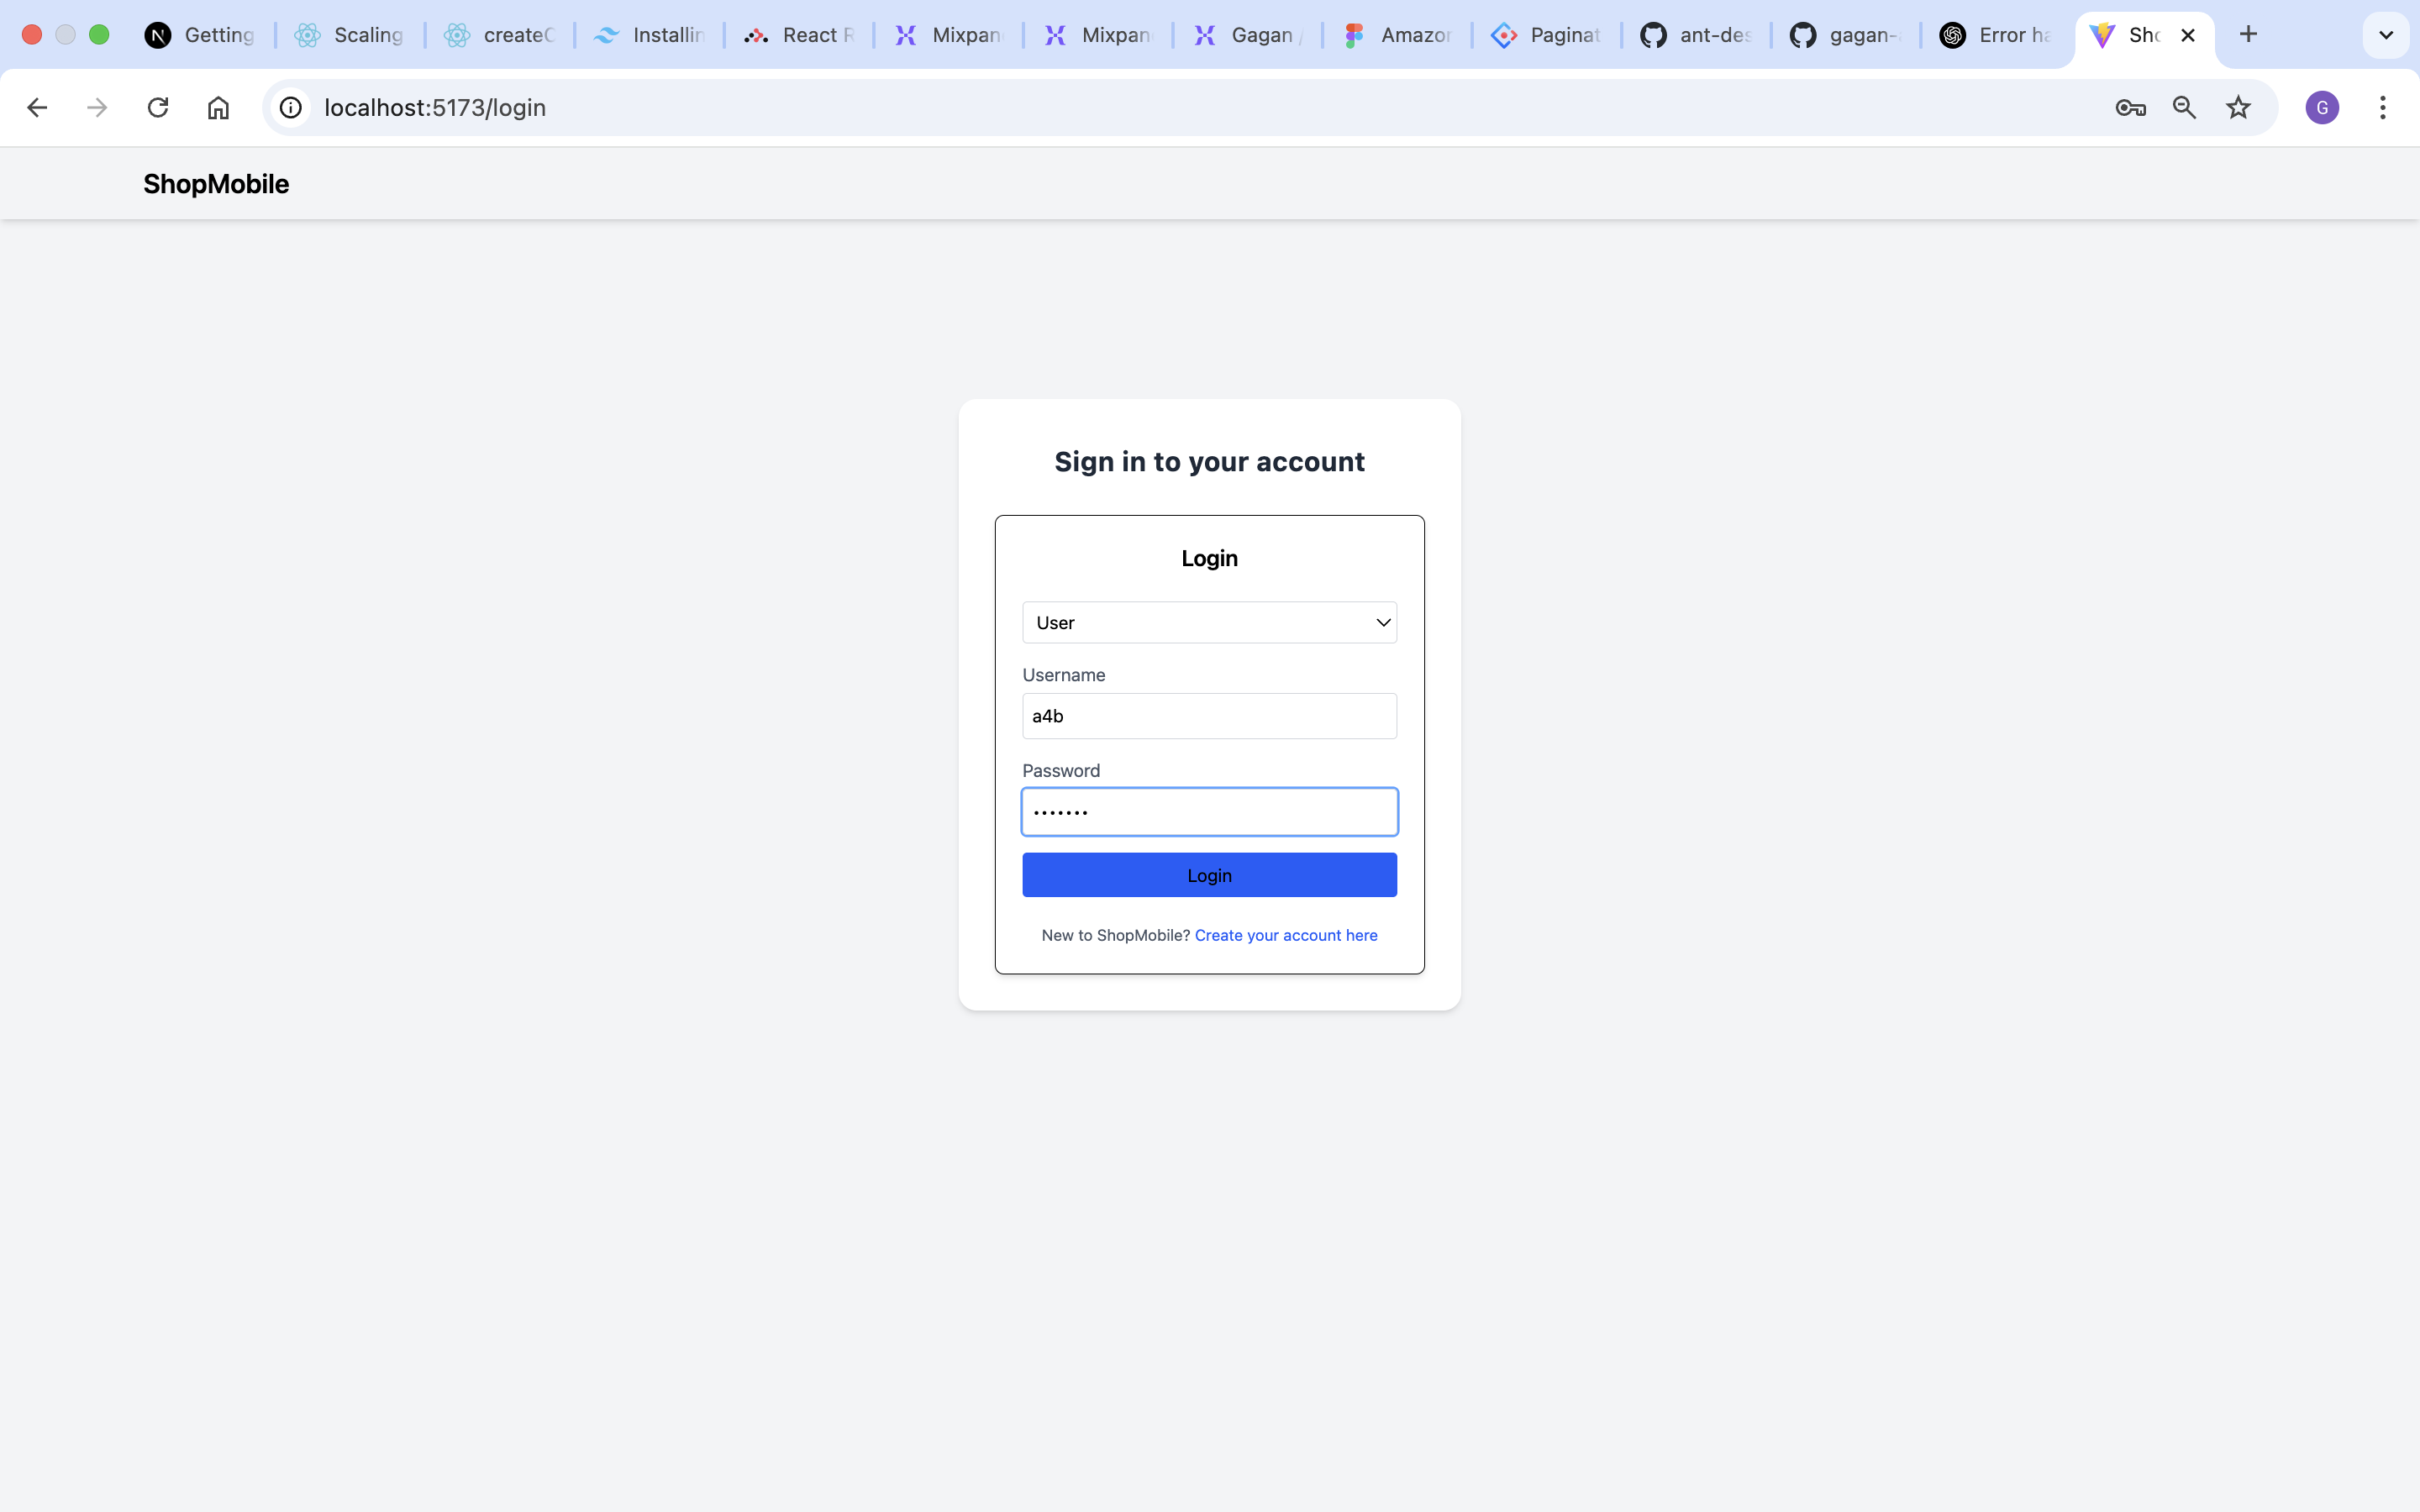 Getting
Scaling
createC
Installin
React R
Mixpan
Mixpan
Gagan /
Amazon
Paginat
ant-des
gagan-
Error ha
Sho
localhost:5173/login
G
ShopMobile
Sign in to your account
Login
User
Username
a4b
Password
•••••••
Login
New to ShopMobile? Create your account here